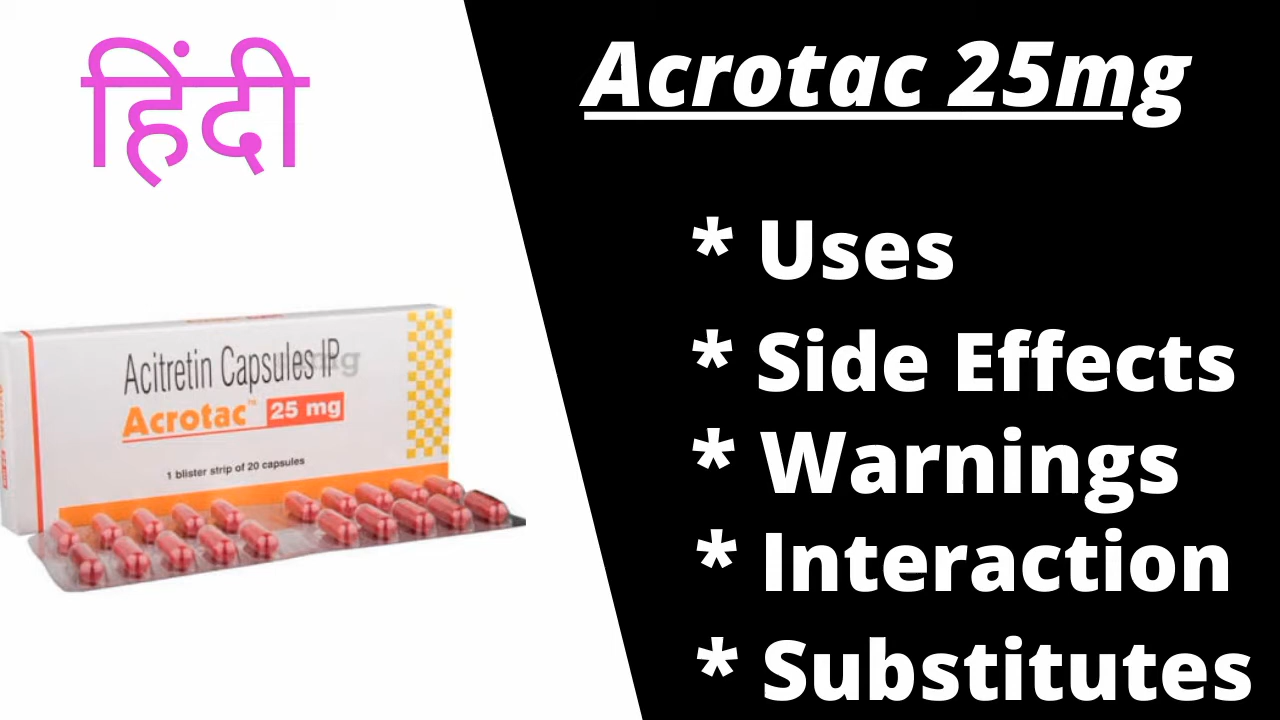 हिंदी
Acrotac 25mg
* Uses
* Side Effects
* Warnings
* Interaction
* Substitutes
Acitretin Capsules IP
Acrotac™ 25 mg
1 blister strip of 20 capsules